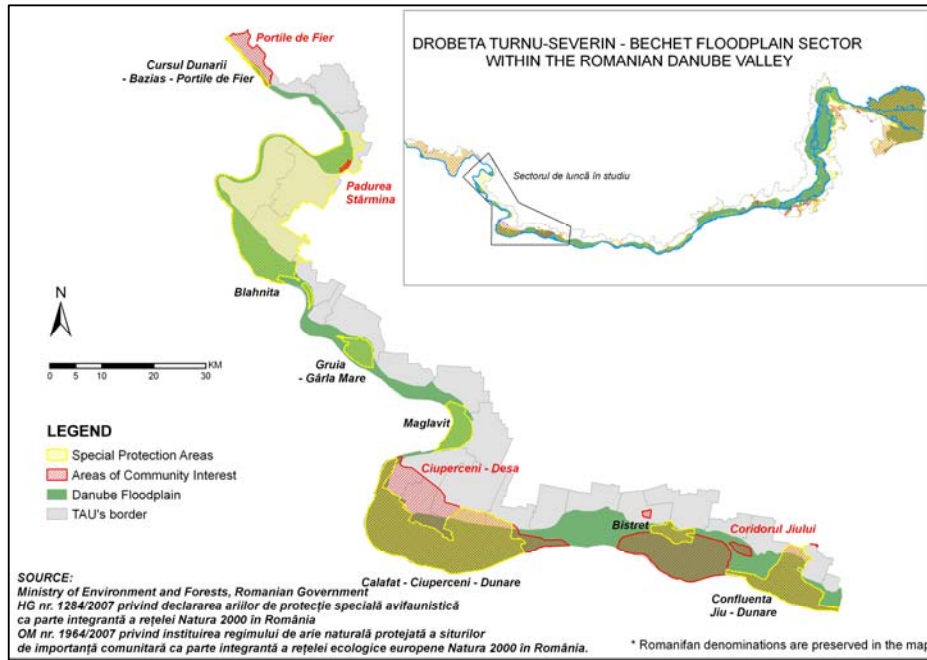 DROBETA TURNU-SEVERIN - BECHET FLOODPLAIN SECTOR
WITHIN THE ROMANIAN DANUBE VALLEY
Sectorul de luncă în studiu
Portile de Fier
Cursul Dunarii
- Bazias - Portile de Fier
Padurea
Stârmina
Blahnita
N
0 5 10 20 30
KM
Gruia
- Gârla Mare
Maglavit
LEGEND
Special Protection Areas
Areas of Community Interest
Danube Floodplain
TAU's border
Ciuperceni - Desa
Bistret
Coridorul Jiului
Calafat - Ciuperceni - Dunare
Confluenta
Jiu - Dunare
SOURCE:
Ministry of Environment and Forests, Romanian Government
HG nr. 1284/2007 privind declararea ariilor de protecție specială avifaunistică
ca parte integrantă a rețelei Natura 2000 în România
OM nr. 1964/2007 privind instituirea regimului de arie naturală protejată a siturilor
de importanță comunitară ca parte integrantă a rețelei ecologice europene Natura 2000 în România.
* Romanifan denominations are preserved in the map